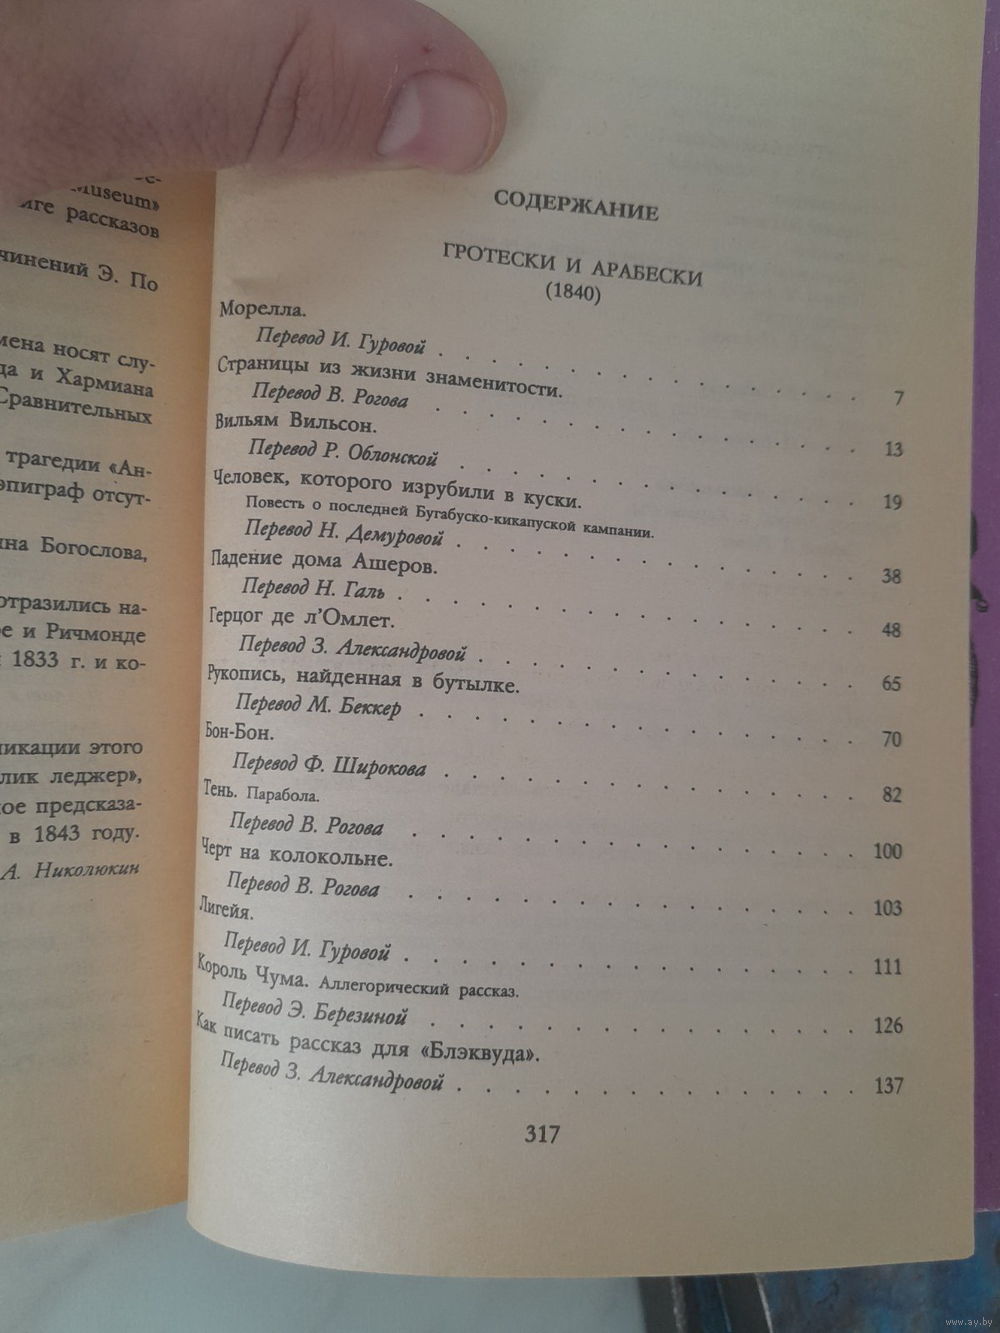 useum»
иге рассказов
чинений Э. По
мена носят слу-
да и Хармиана
Сравнительных
трагедии «Ан-
эпиграф отсут-
на Богослова,
отразились на-
е и Ричмонде
1833 г. и ко-
ликации этого
лик леджер»,
кое предсказа-
в 1843 году.
А. Николюкин
СОДЕРЖАНИЕ
ГРОТЕСКИ И АРАБЕСКИ
(1840)
Морелла.
Перевод И. Гуровой . . . . . . . . . . . . . . . 7
Страницы из жизни знаменитости.
Перевод В. Рогова . . . . . . . . . . . . . . . 13
Вильям Вильсон.
Перевод Р. Облонской . . . . . . . . . . . . . . . 19
Человек, которого изрубили в куски.
Повесть о последней Бугабуско-кикапуской кампании.
Перевод Н. Демуровой . . . . . . . . . . . . . . . 38
Падение дома Ашеров.
Перевод Н. Галь . . . . . . . . . . . . . . . 48
Герцог де л’Омлет.
Перевод З. Александровой . . . . . . . . . . . . . . 65
Рукопись, найденная в бутылке.
Перевод М. Беккер . . . . . . . . . . . . . . . 70
Бон-Бон.
Перевод Ф. Широкова . . . . . . . . . . . . . . . 82
Тень. Парабола.
Перевод В. Рогова . . . . . . . . . . . . . . . 100
Черт на колокольне.
Перевод В. Рогова . . . . . . . . . . . . . . . 103
Лигейя.
Перевод И. Гуровой . . . . . . . . . . . . . . . 111
Король Чума. Аллегорический рассказ.
Перевод Э. Березиной . . . . . . . . . . . . . . . 126
Как писать рассказ для «Блэквуда».
Перевод З. Александровой . . . . . . . . . . . . . . 137
317
www.ay.by